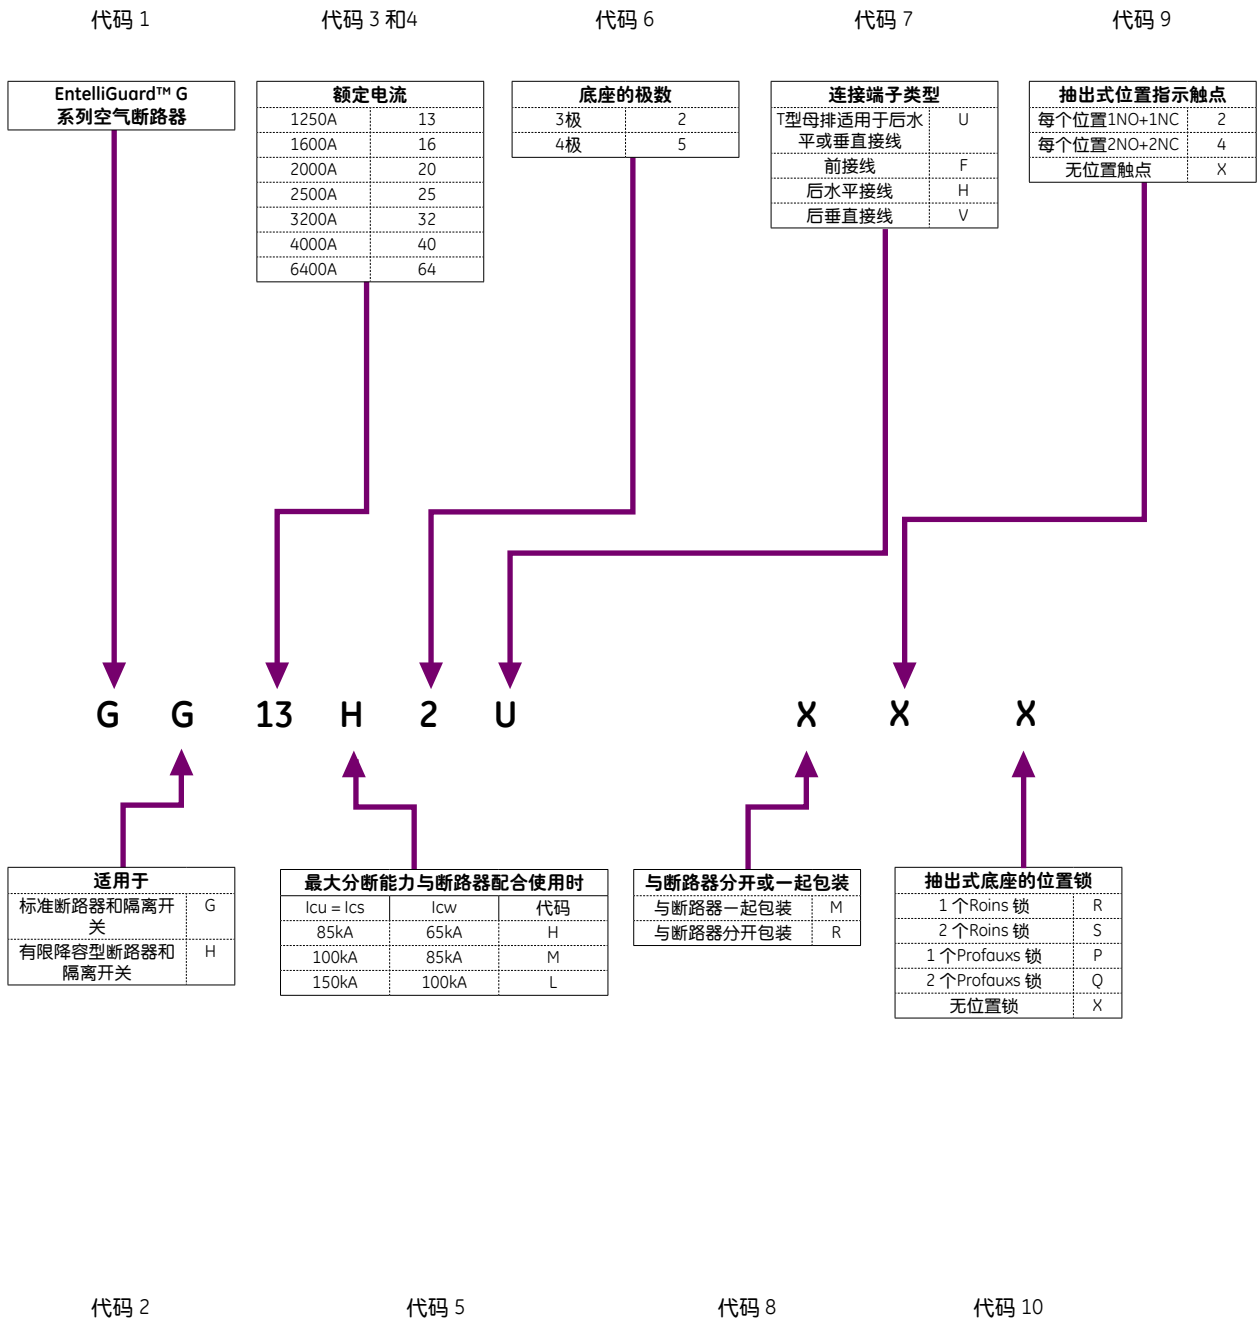 代码 1
代码 3 和4
代码 6
代码 7
代码 9
EntelliGuard™ G
系列空气断路器
额定电流
1250A 13
1600A 16
2000A 20
2500A 25
3200A 32
4000A 40
6400A 64
底座的极数
3极 2
4极 5
连接端子类型
T型母排适用于后水 U
平或垂直接线
前接线 F
后水平接线 H
后垂直接线 V
抽出式位置指示触点
每个位置1NO+1NC 2
每个位置2NO+2NC 4
无位置触点 X
G G 13 H 2 U X X X
适用于
标准断路器和隔离开 G
关
有限降容型断路器和 H
隔离开关
最大分断能力与断路器配合使用时
Icu = Ics Icw 代码
85kA 65kA H
100kA 85kA M
150kA 100kA L
与断路器分开或一起包装
与断路器一起包装 M
与断路器分开包装 R
抽出式底座的位置锁
1 个Roins 锁 R
2 个Roins 锁 S
1 个Profauxs 锁 P
2 个Profauxs 锁 Q
无位置锁 X
代码 2
代码 5
代码 8
代码 10